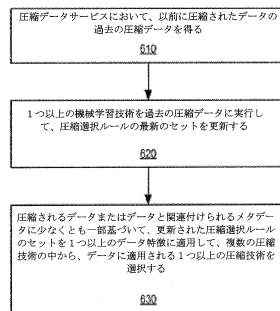 圧縮データサービスにおいて、以前に圧縮されたデータの
過去の圧縮データを得る
610
1つ以上の機械学習技術を過去の圧縮データに実行し
て、圧縮選択ルールの最新のセットを更新する
620
圧縮されるデータまたはデータと関連付けられるメタデ
ータに少なくとも一部基づいて、更新された圧縮選択ルール
のセットを1つ以上のデータ特徴に適用して、複数の圧縮
技術の中から、データに適用される1つ以上の圧縮技術を
選択する
630